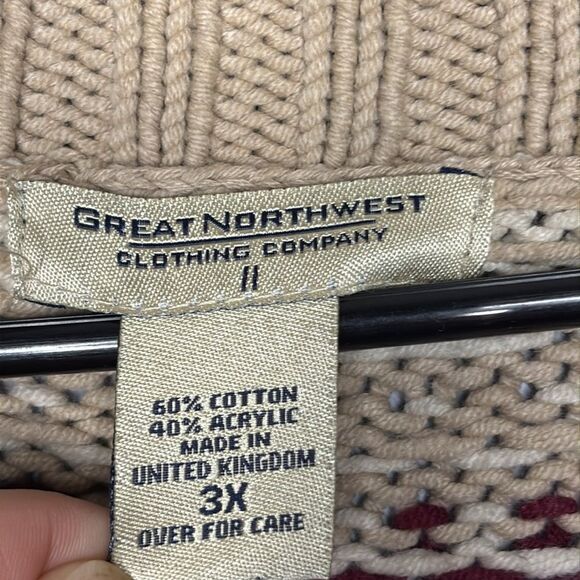 GREAT NORTHWEST
CLOTHING COMPANY
II
60% COTTON
40% ACRYLIC
MADE IN
UNITED KINGDOM
3X
OVER FOR CARE